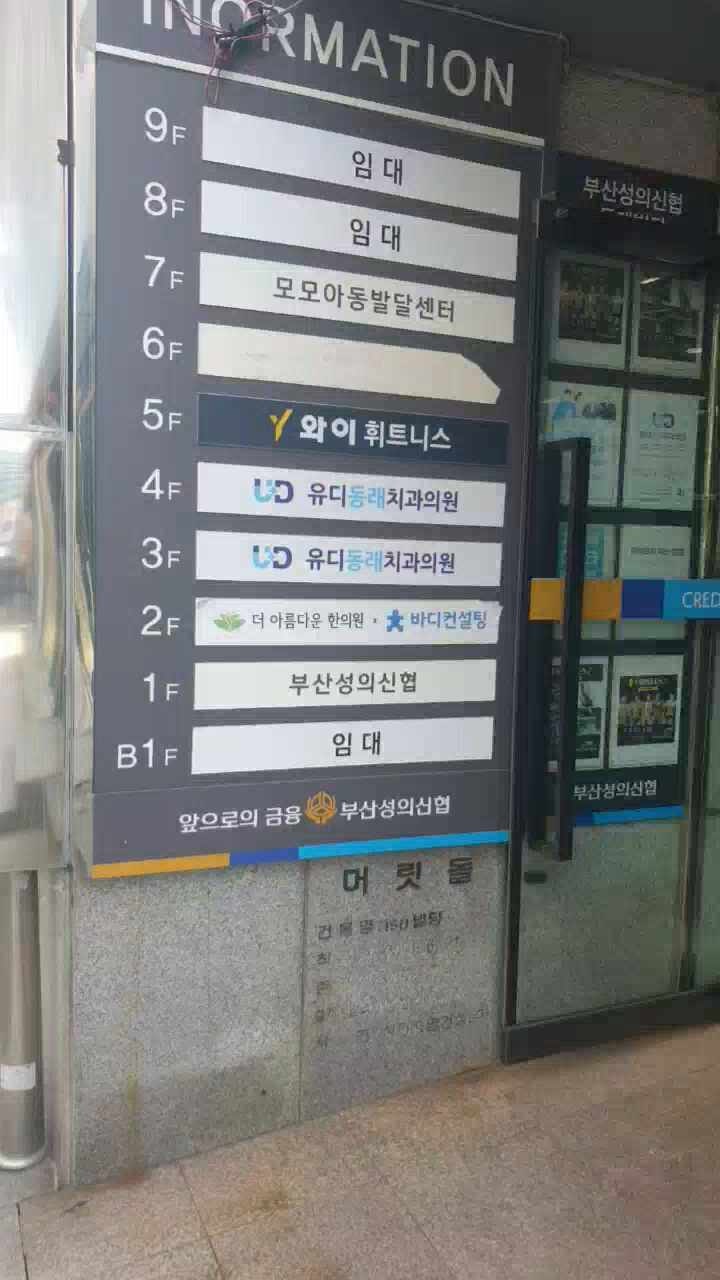 INORMATION
9F 임 대
8F 임 대
7F 모모아동발달센터
6F
5F 와이 휘트니스
4F UD 유디동래치과의원
3F UD 유디동래치과의원
2F 더 아름다운 한의원 · 바디컨설팅
1F 부산성의신협
B1F 임 대
앞으로의 금융 부산성의신협
머 릿 돌
부산성의신협
UD
CRED
부산성의신협